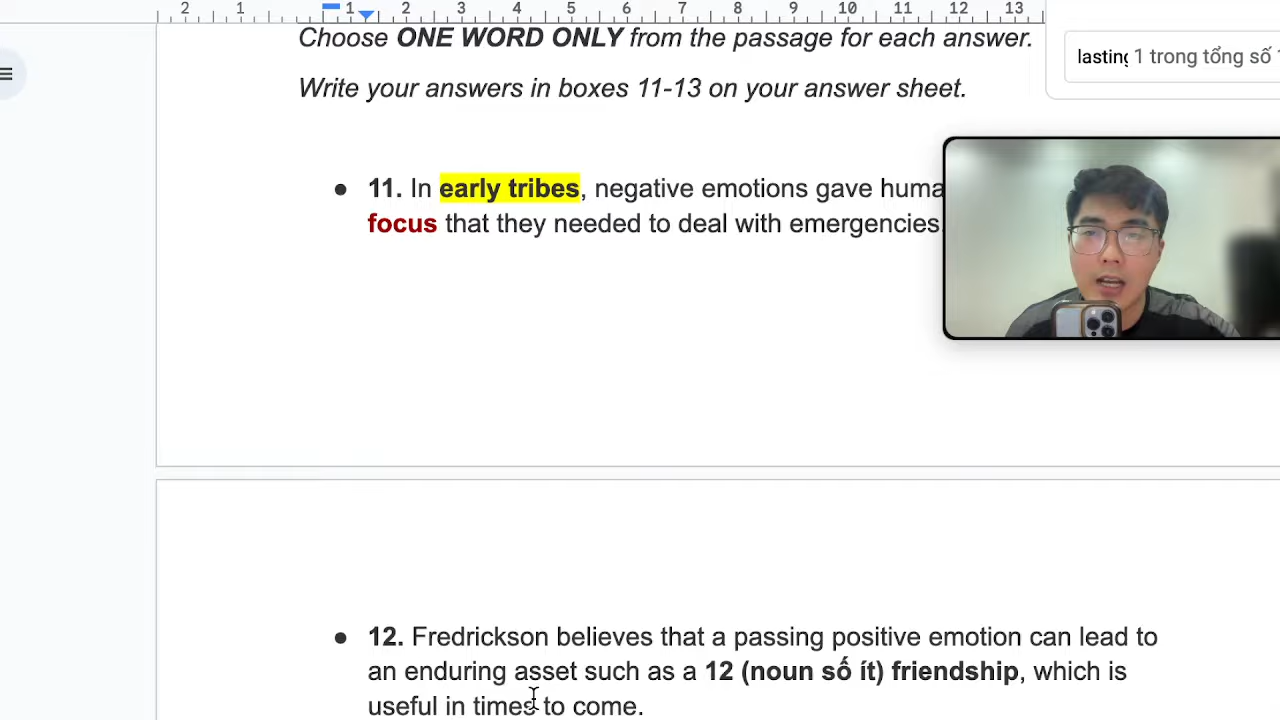 2 1 1 2 3 4 5 6 7 8 9 10 11 12 13
lasting 1 trong tổng số 1
Choose ONE WORD ONLY from the passage for each answer.
Write your answers in boxes 11-13 on your answer sheet.
● 11. In early tribes, negative emotions gave
focus that they needed to deal with emergencies.
● 12. Fredrickson believes that a passing positive emotion can lead to
an enduring asset such as a 12 (noun số ít) friendship, which is
useful in times to come.